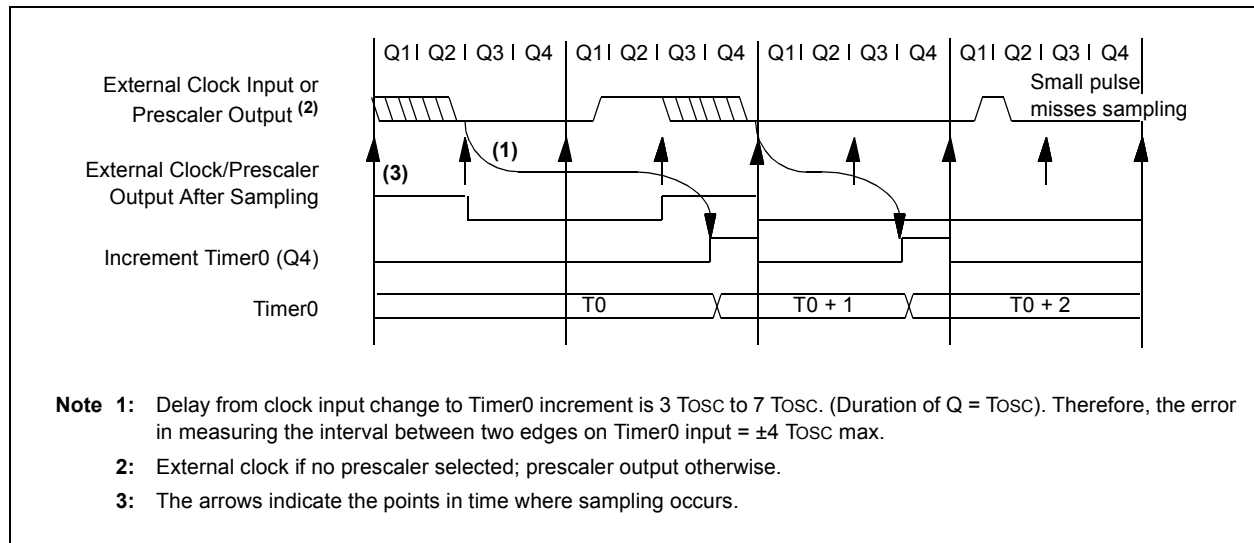 Q1 | Q2 | Q3 | Q4 Q1 | Q2 | Q3 | Q4 Q1 | Q2 | Q3 | Q4 Q1 | Q2 | Q3 | Q4
External Clock Input or
Prescaler Output (2)
Small pulse
misses sampling
(1)
External Clock/Prescaler
Output After Sampling
(3)
Increment Timer0 (Q4)
Timer0
T0 T0 + 1 T0 + 2
Note 1: Delay from clock input change to Timer0 increment is 3 TOSC to 7 TOSC. (Duration of Q = TOSC). Therefore, the error
in measuring the interval between two edges on Timer0 input = ±4 TOSC max.
2: External clock if no prescaler selected; prescaler output otherwise.
3: The arrows indicate the points in time where sampling occurs.